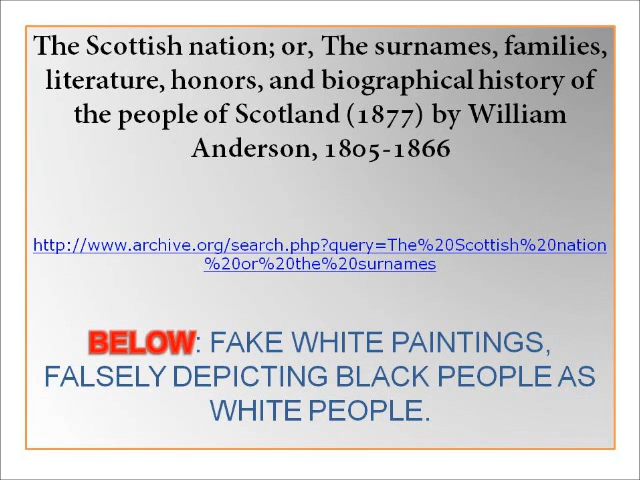 The Scottish nation; or, The surnames, families,
literature, honors, and biographical history of
the people of Scotland (1877) by William
Anderson, 1805-1866
http://www.archive.org/search.php?query=The%20Scottish%20nation
%20or%20the%20surnames
BELOW: FAKE WHITE PAINTINGS,
FALSELY DEPICTING BLACK PEOPLE AS
WHITE PEOPLE.